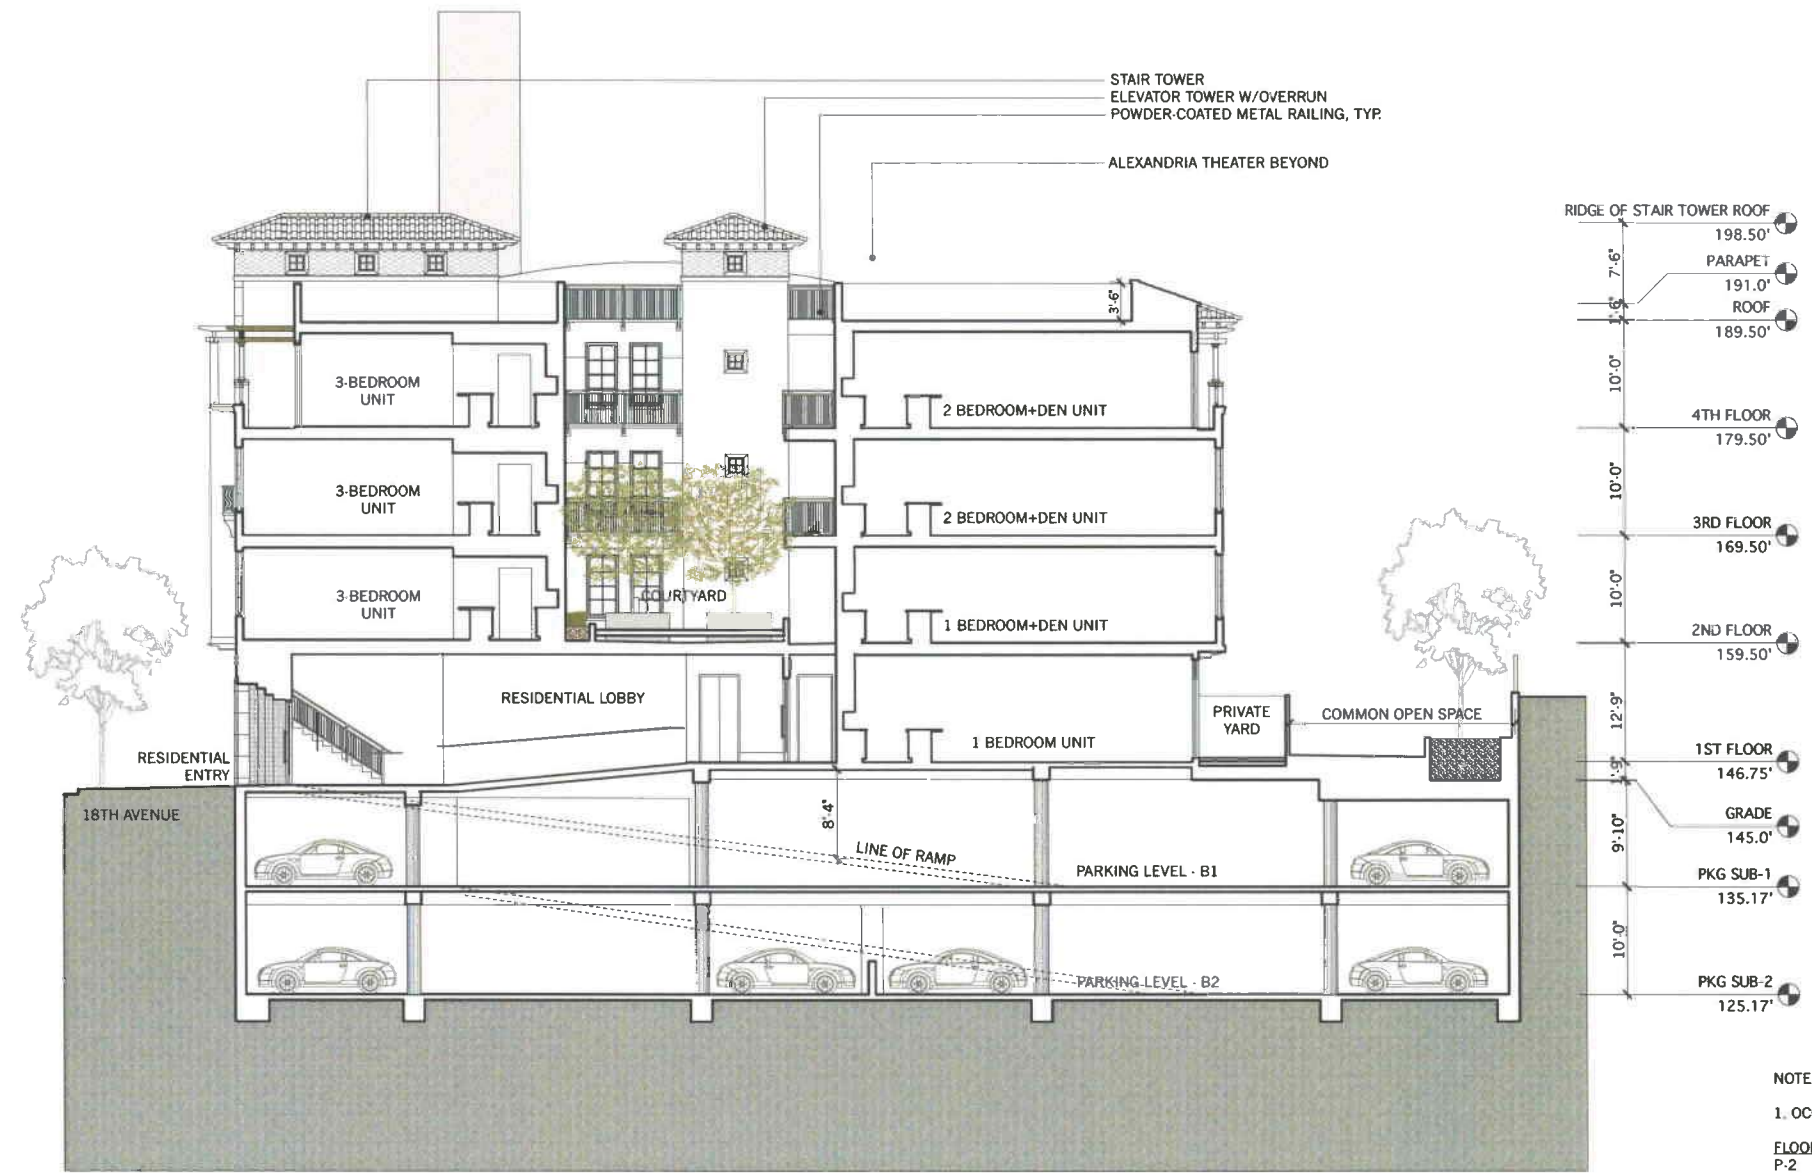 STAIR TOWER
ELEVATOR TOWER W/OVERRUN
POWDER-COATED METAL RAILING, TYP.
ALEXANDRIA THEATER BEYOND
RIDGE OF STAIR TOWER ROOF
198.50'
7'-6"
PARAPET
191.0'
1'-6"
ROOF
189.50'
3'-6"
10'-0"
3-BEDROOM
UNIT
2 BEDROOM+DEN UNIT
4TH FLOOR
179.50'
10'-0"
3-BEDROOM
UNIT
2 BEDROOM+DEN UNIT
3RD FLOOR
169.50'
10'-0"
3-BEDROOM
UNIT
COURTYARD
1 BEDROOM+DEN UNIT
2ND FLOOR
159.50'
12'-9"
RESIDENTIAL LOBBY
PRIVATE
YARD
COMMON OPEN SPACE
1 BEDROOM UNIT
1ST FLOOR
146.75'
1'-9"
RESIDENTIAL
ENTRY
18TH AVENUE
8'-4"
GRADE
145.0'
9'-10"
LINE OF RAMP
PARKING LEVEL - B1
PKG SUB-1
135.17'
10'-0"
PARKING LEVEL - B2
PKG SUB-2
125.17'
NOTE
1. OC
FLOO
P-2